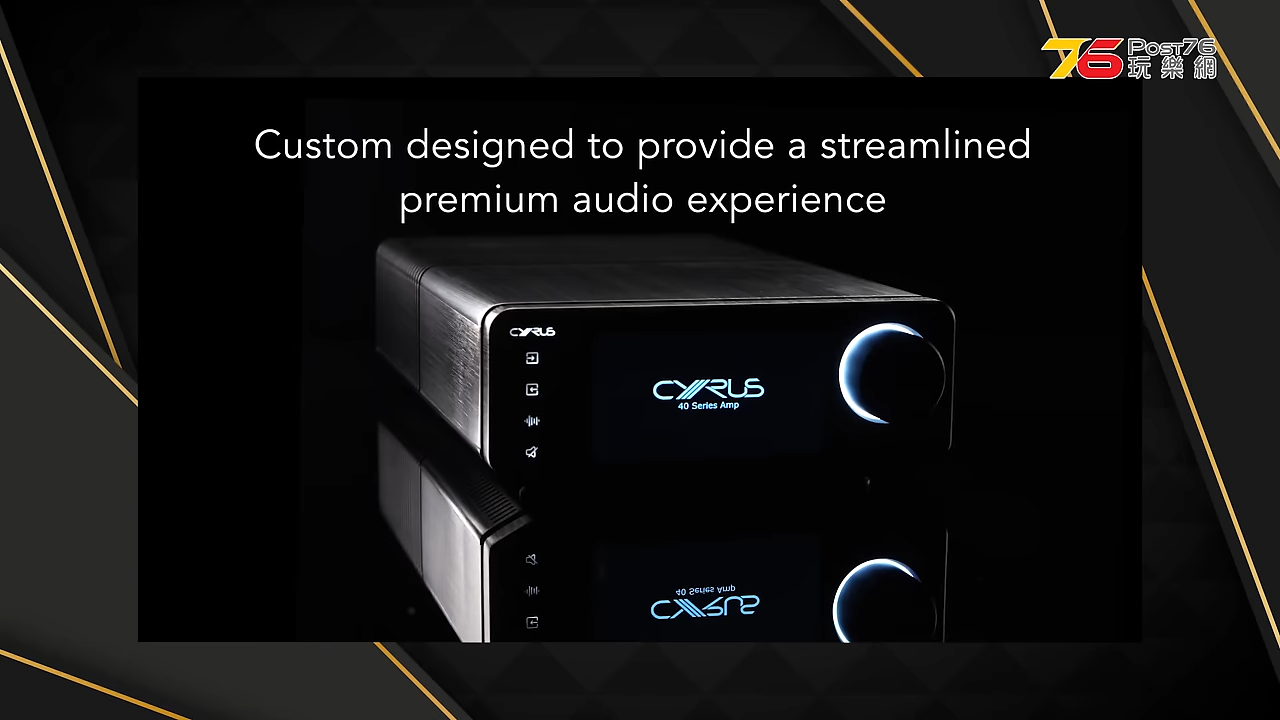 76 Post76
玩樂網
Custom designed to provide a streamlined
premium audio experience
CYRUS
CYRUS
40 Series Amp
40 Series Amp
CYRUS